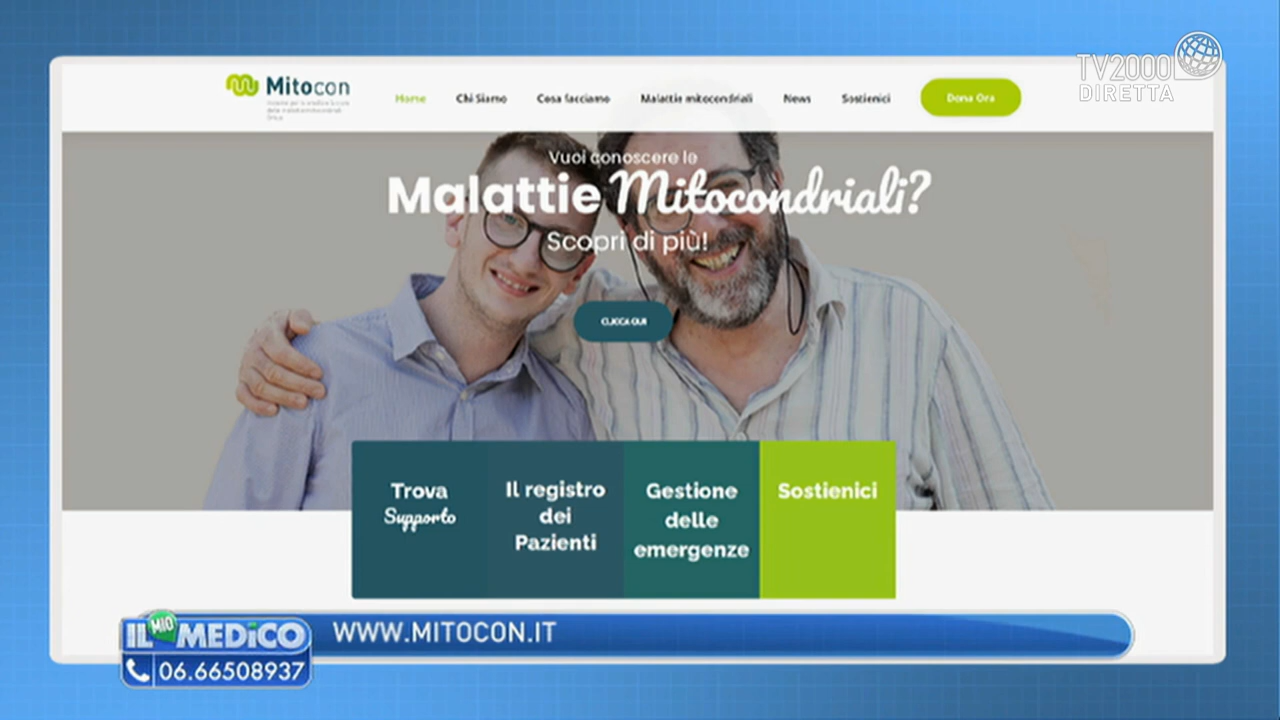 TV2000
DIRETTA
Mitocon
Home Chi Siamo Cosa facciamo Malattie mitocondriali News Sostienici Dona Ora
Vuoi conoscere le
Malattie Mitocondriali?
Scopri di più!
CLICCA QUI
Trova
Supporto
Il registro
dei
Pazienti
Gestione
delle
emergenze
Sostienici
IL MIO MEDICO
WWW.MITOCON.IT
06.66508937